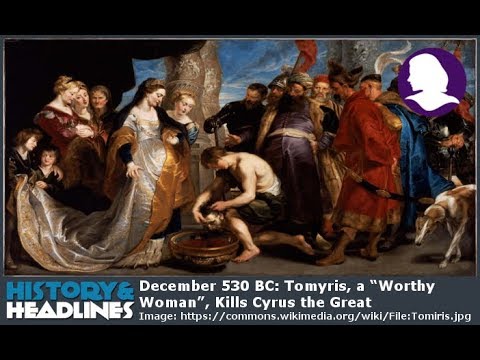 HISTORY &
HEADLINES
December 530 BC: Tomyris, a “Worthy
Woman”, Kills Cyrus the Great
Image: https://commons.wikimedia.org/wiki/File:Tomiris.jpg